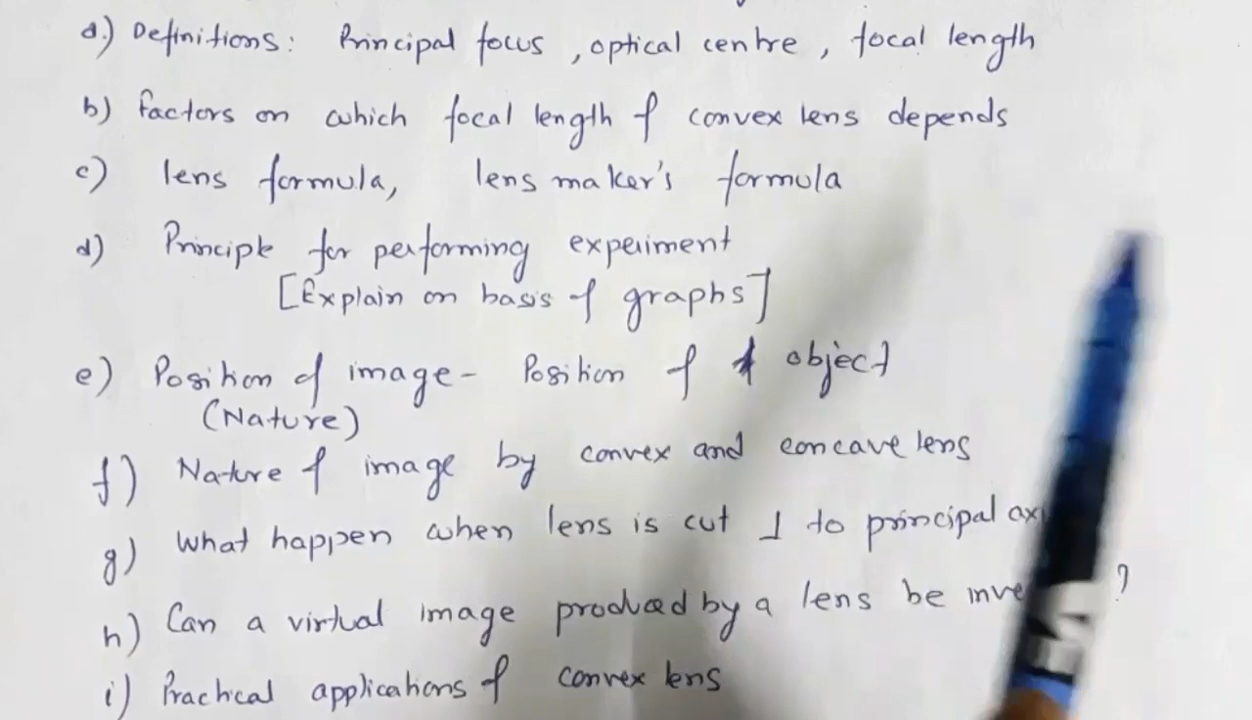 a.) Definitions: Principal focus, optical centre, focal length
b) factors on which focal length of convex lens depends
c) lens formula, lens maker's formula
d) Principle for performing experiment
[Explain on basis of graphs]
e) Position of image - Position of object
(Nature)
f) Nature of image by convex and concave lens
g) What happen when lens is cut ⊥ to principal
h) Can a virtual image produced by a lens be ?
i) Practical applications of convex lens